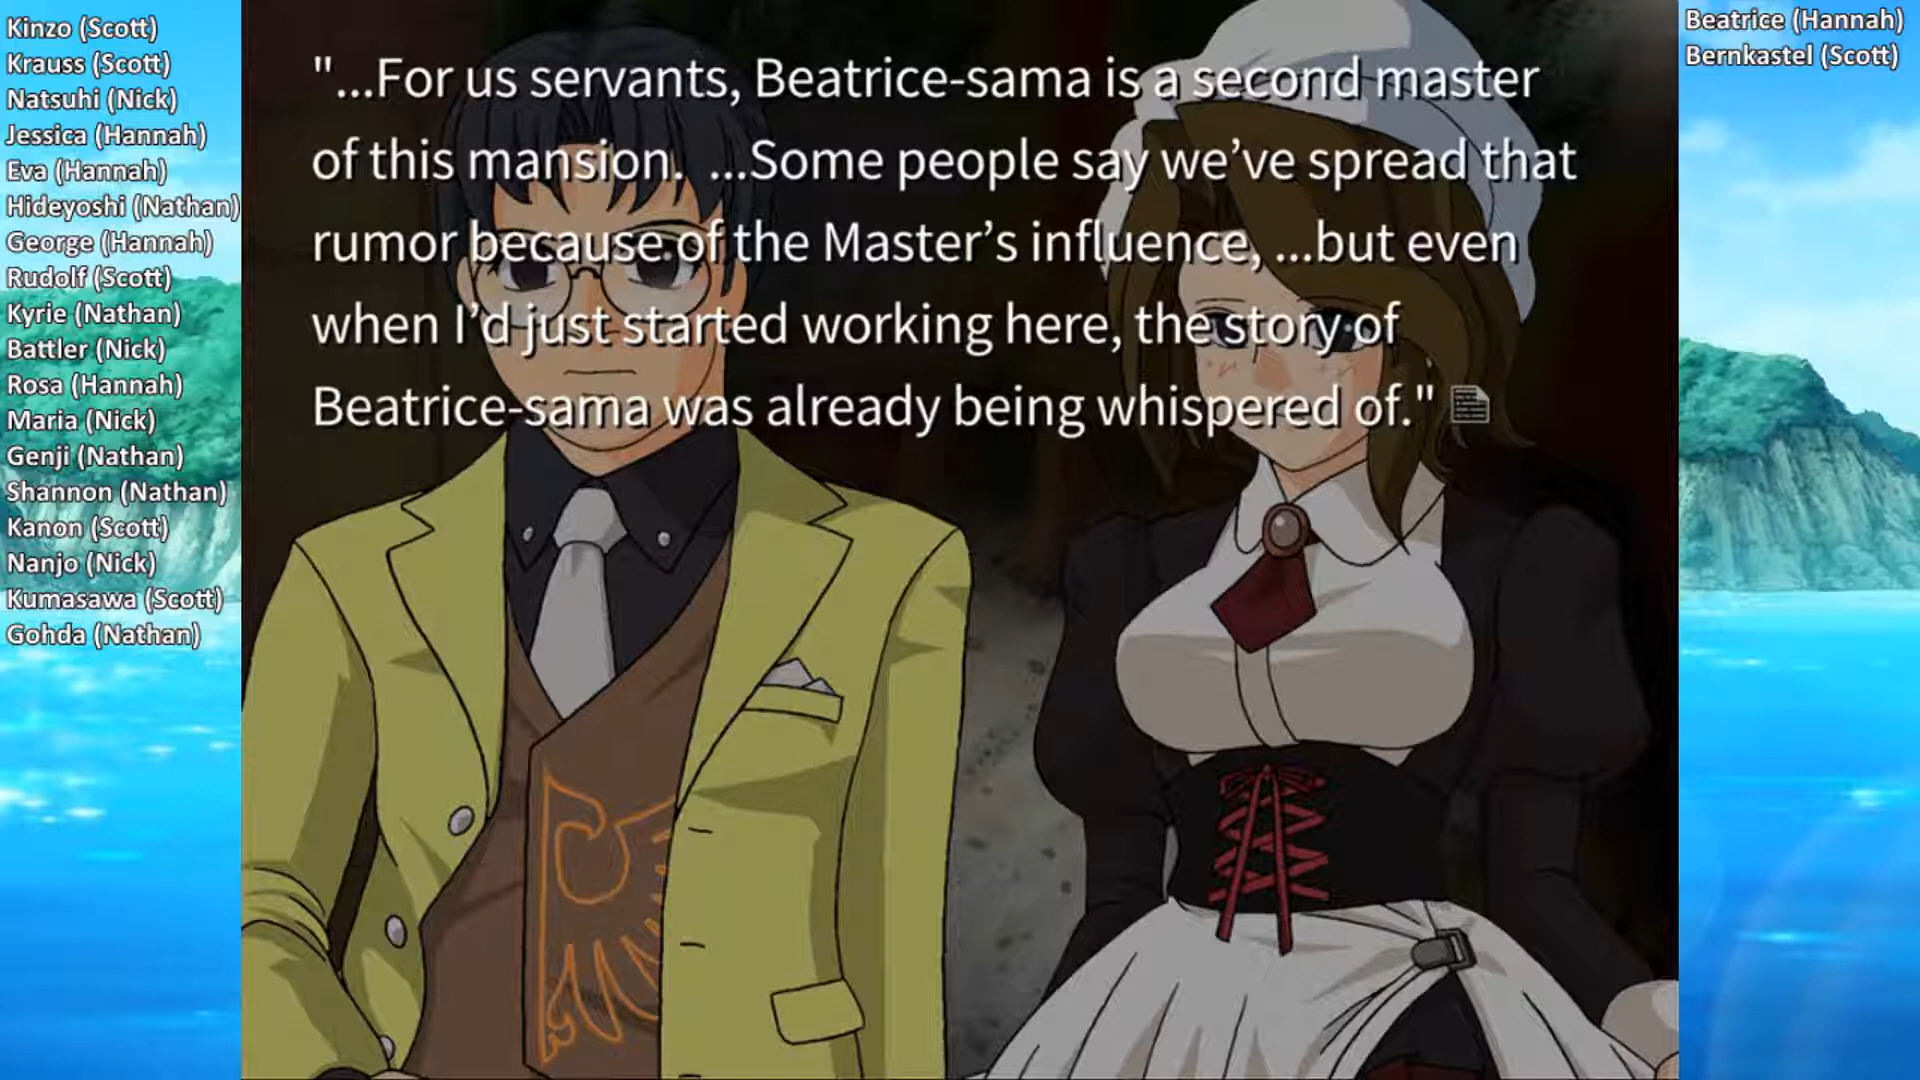 Kinzo (Scott)
Krauss (Scott)
Natsuhi (Nick)
Jessica (Hannah)
Eva (Hannah)
Hideyoshi (Nathan)
George (Hannah)
Rudolf (Scott)
Kyrie (Nathan)
Battler (Nick)
Rosa (Hannah)
Maria (Nick)
Genji (Nathan)
Shannon (Nathan)
Kanon (Scott)
Nanjo (Nick)
Kumasawa (Scott)
Gohda (Nathan)
"...For us servants, Beatrice-sama is a second master
of this mansion.  ...Some people say we’ve spread that
rumor because of the Master’s influence, ...but even
when I’d just started working here, the story of
Beatrice-sama was already being whispered of."
Beatrice (Hannah)
Bernkastel (Scott)